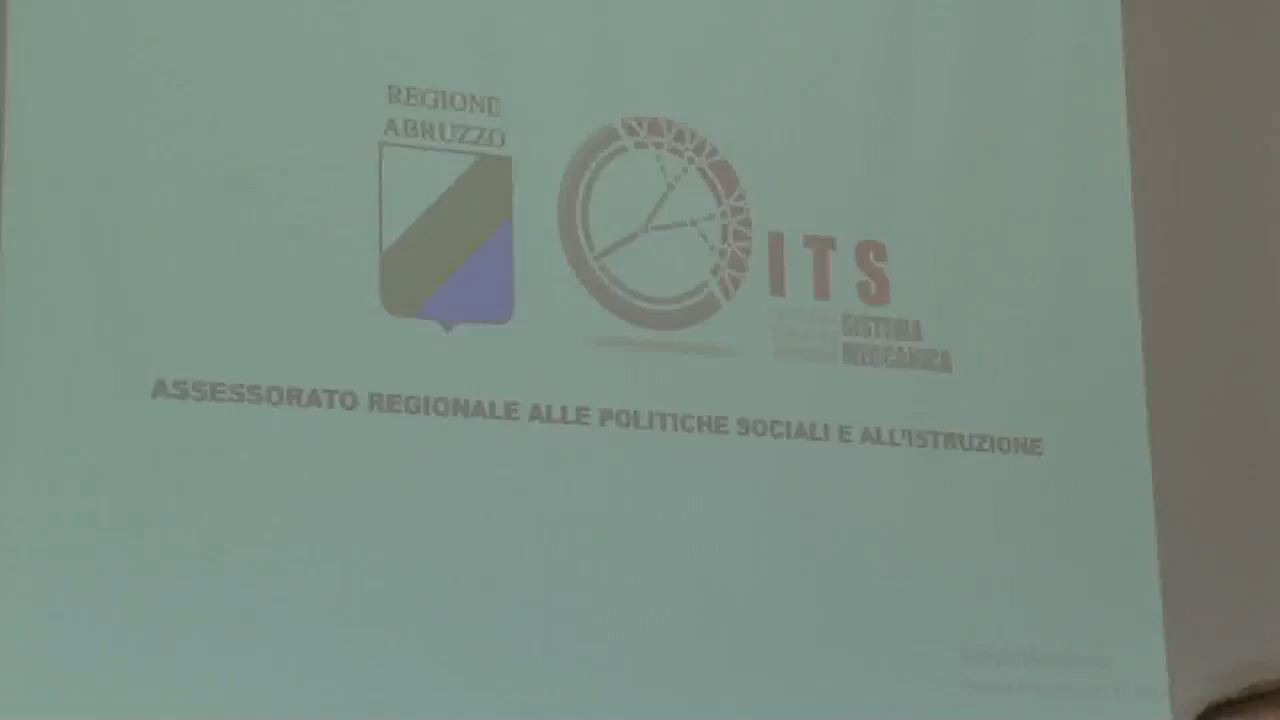 REGIONE
ABRUZZO
ITS
SISTEMA
MECCANICA
ASSESSORATO REGIONALE ALLE POLITICHE SOCIALI E ALL'ISTRUZIONE